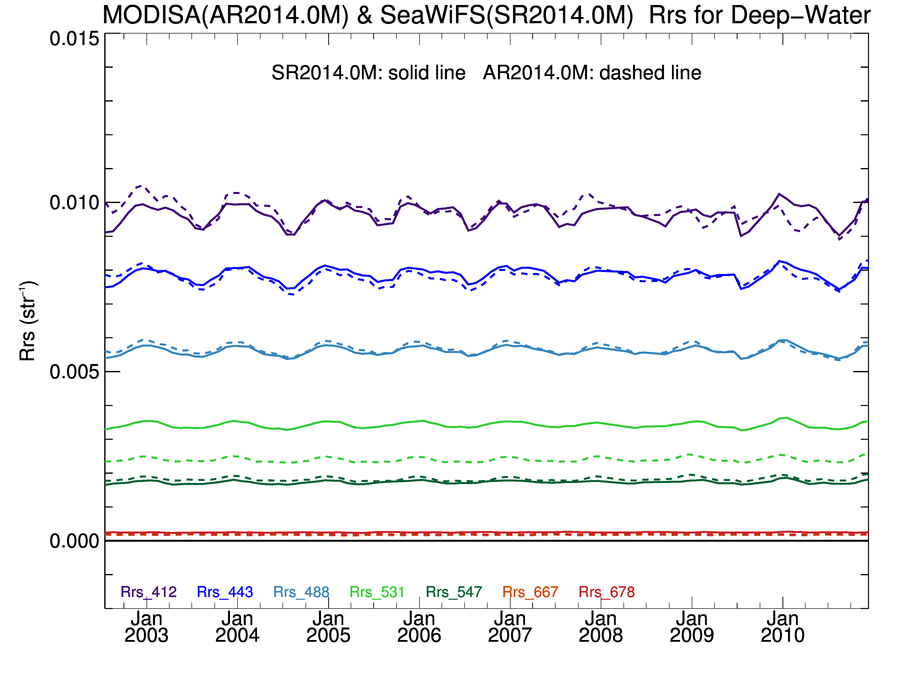 MODISA(AR2014.0M) & SeaWiFS(SR2014.0M)  Rrs for Deep−Water
SR2014.0M: solid line   AR2014.0M: dashed line
Rrs (str⁻¹)
0.015
0.010
0.005
0.000
Rrs_412 Rrs_443 Rrs_488 Rrs_531 Rrs_547 Rrs_667 Rrs_678
Jan Jan Jan Jan Jan Jan Jan Jan
2003 2004 2005 2006 2007 2008 2009 2010